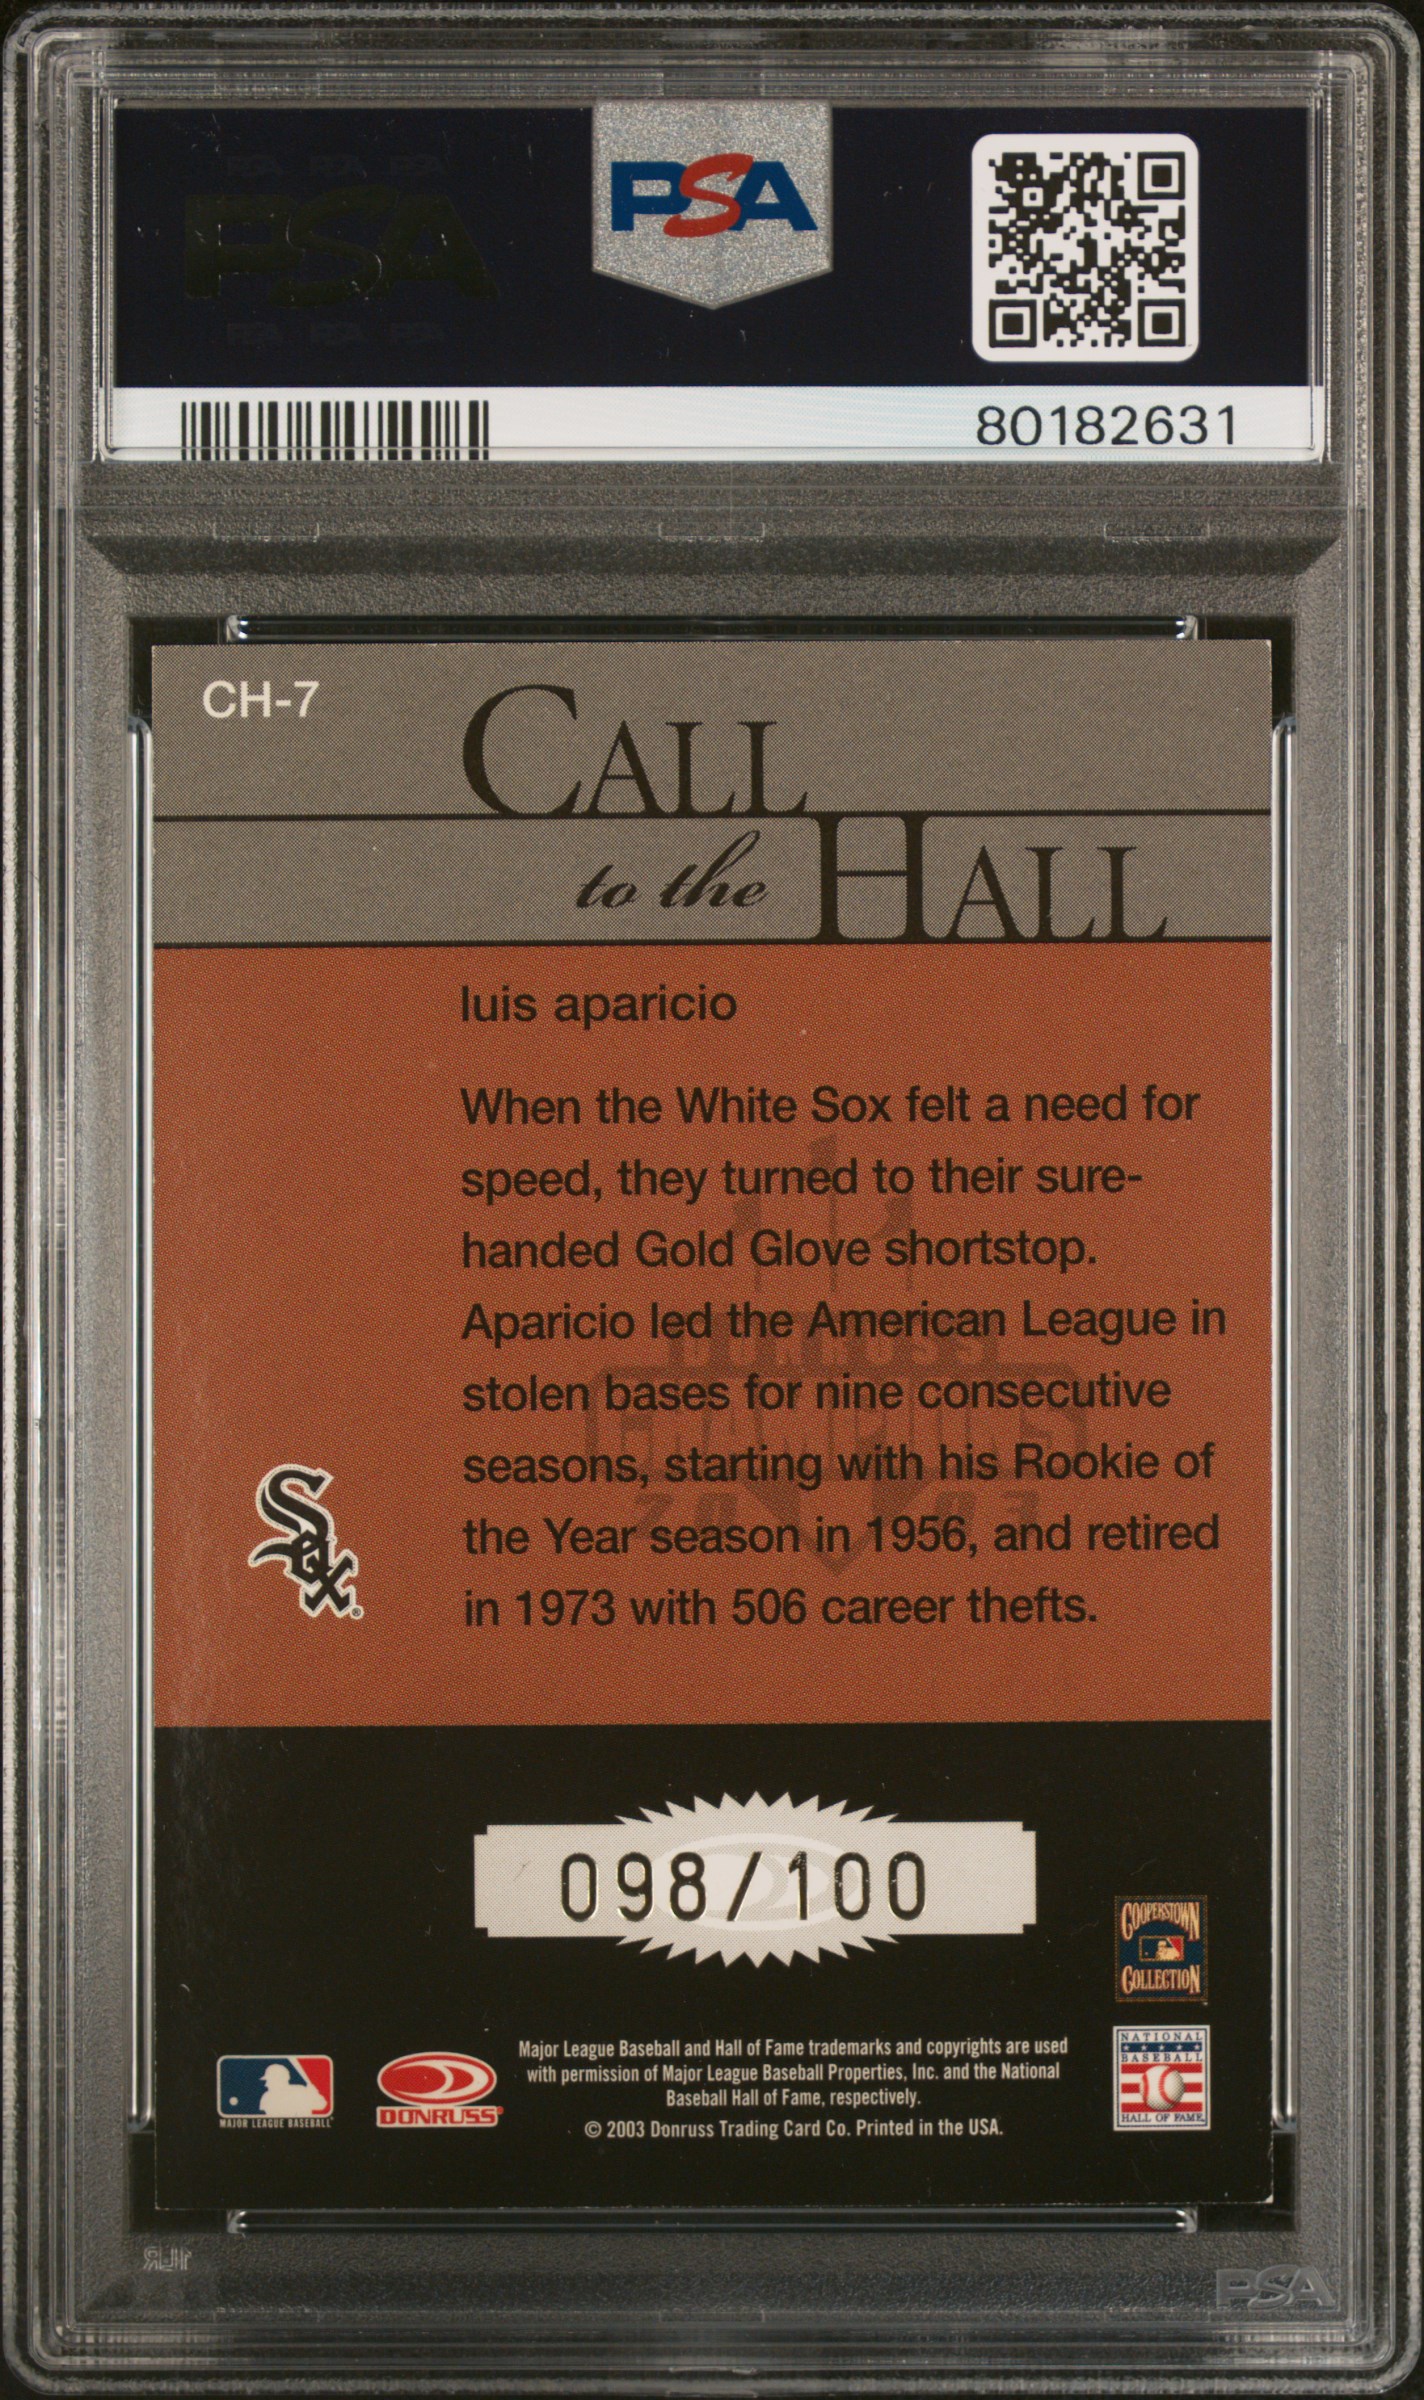 PSA
PSA
80182631
CH-7
CALL
to the HALL
luis aparicio
When the White Sox felt a need for
speed, they turned to their sure-
handed Gold Glove shortstop.
Aparicio led the American League in
stolen bases for nine consecutive
seasons, starting with his Rookie of
the Year season in 1956, and retired
in 1973 with 506 career thefts.
DONRUSS
CHAMPIONS
2003
Sox
098/100
COOPERSTOWN
COLLECTION
Major League Baseball and Hall of Fame trademarks and copyrights are used
with permission of Major League Baseball Properties, Inc. and the National
Baseball Hall of Fame, respectively.
© 2003 Donruss Trading Card Co. Printed in the USA.
MAJOR LEAGUE BASEBALL
DONRUSS®
NATIONAL
BASEBALL
HALL OF FAME
PSA